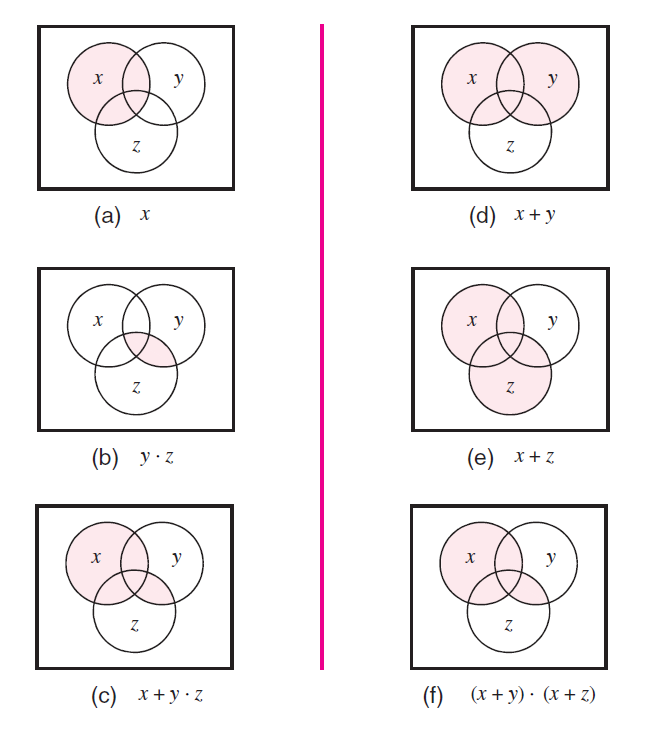 x
y
z
(a) x
x
y
z
(b) y · z
x
y
z
(c) x + y · z
x
y
z
(d) x + y
x
y
z
(e) x + z
x
y
z
(f) (x + y) · (x + z)